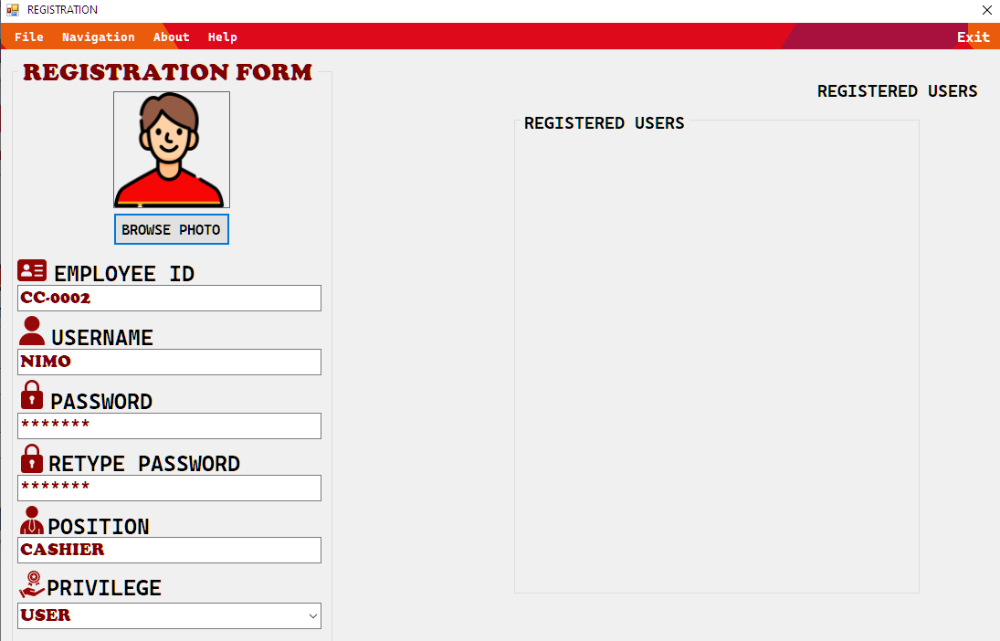 REGISTRATION
File Navigation About Help Exit
REGISTRATION FORM
BROWSE PHOTO
EMPLOYEE ID
CC-0002
USERNAME
NIMO
PASSWORD
*******
RETYPE PASSWORD
*******
POSITION
CASHIER
PRIVILEGE
USER
REGISTERED USERS
REGISTERED USERS